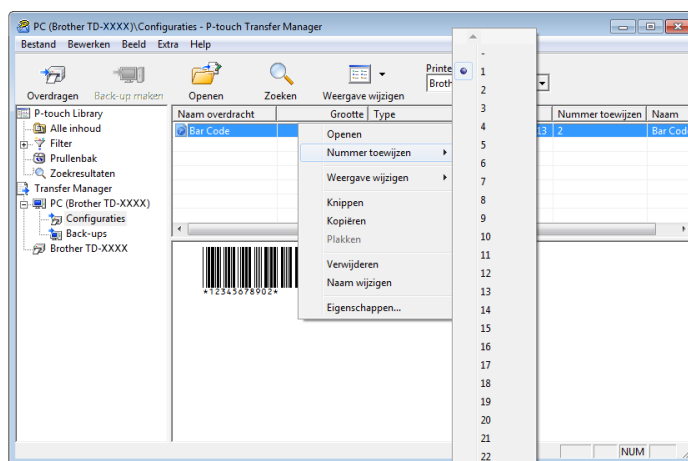 PC (Brother TD-XXXX)\Configuraties - P-touch Transfer Manager
Bestand Bewerken Beeld Extra Help
Overdragen Back-up maken Openen Zoeken Weergave wijzigen
Printe
Broth
P-touch Library
Alle inhoud
Filter
Prullenbak
Zoekresultaten
Transfer Manager
PC (Brother TD-XXXX)
Configuraties
Back-ups
Brother TD-XXXX
Naam overdracht Grootte Type Nummer toewijzen Naam
Bar Code 13 2 Bar Code
*12345678902*
Openen
Nummer toewijzen
Weergave wijzigen
Knippen
Kopiëren
Plakken
Verwijderen
Naam wijzigen
Eigenschappen...
-
1
2
3
4
5
6
7
8
9
10
11
12
13
14
15
16
17
18
19
20
21
22
NUM